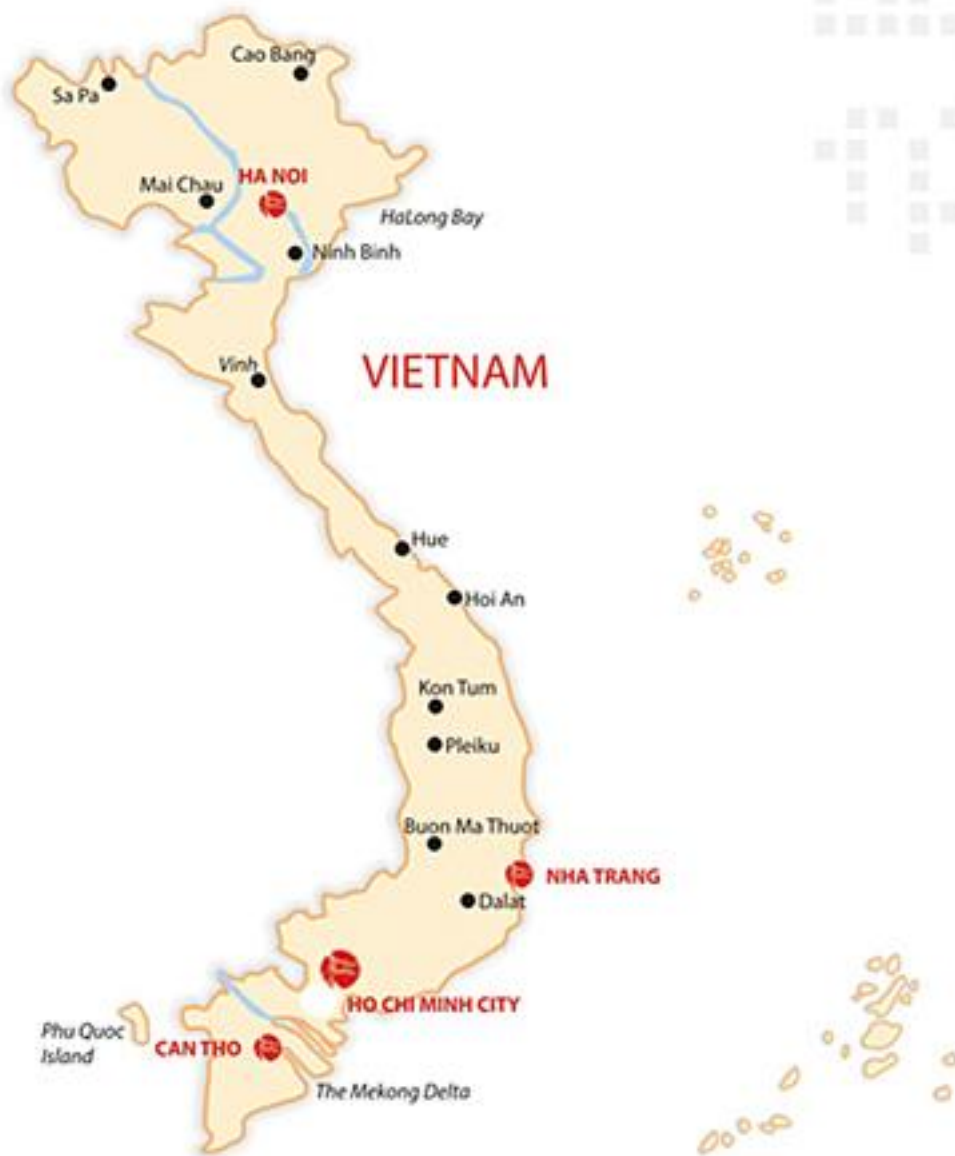 Cao Bang
Sa Pa
HA NOI
Mai Chau
HaLong Bay
Ninh Binh
Vinh
VIETNAM
Hue
Hoi An
Kon Tum
Pleiku
Buon Ma Thuot
NHA TRANG
Dalat
HO CHI MINH CITY
Phu Quoc
Island
CAN THO
The Mekong Delta